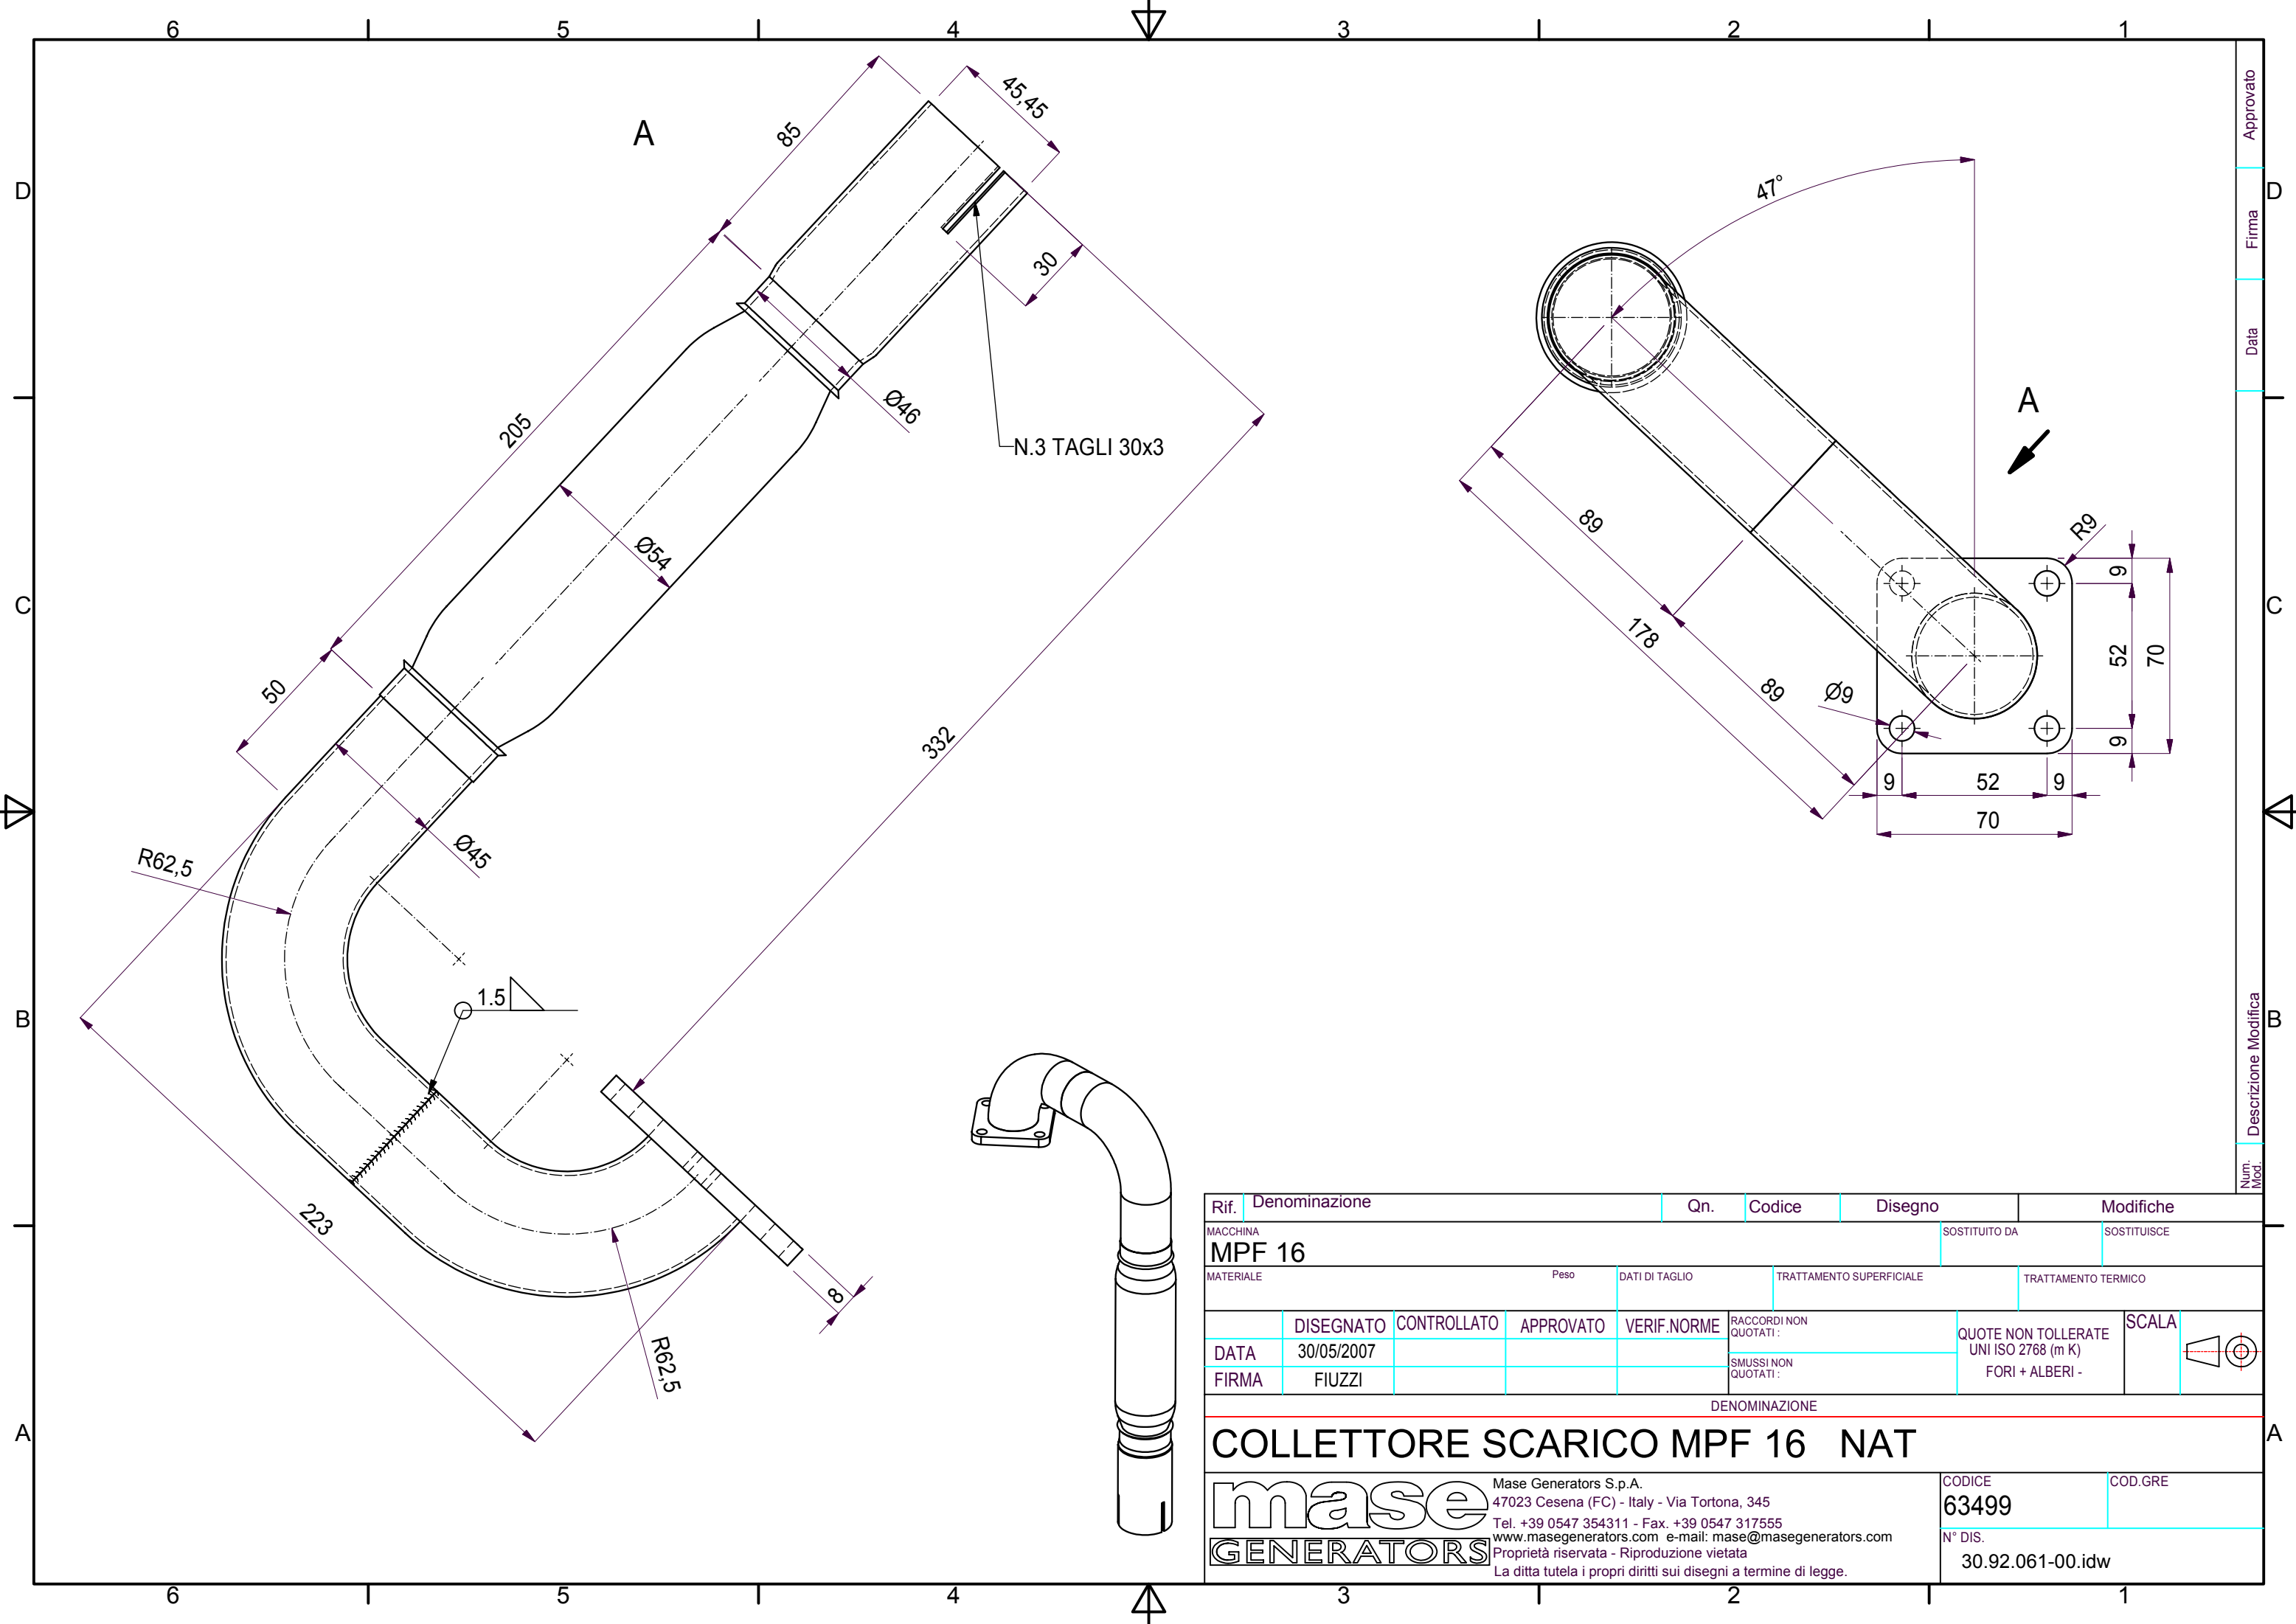 6 5 4 3 2 1
D
D
C
C
B
B
A
A
A
85
45,45
30
205
Ø46
N.3 TAGLI 30x3
Ø54
50
332
Ø45
R62,5
1.5
223
R62,5
8
47°
A
R9
89
178
89
Ø9
9
52
70
9
9
52
9
70
Approvato
Firma
Data
Descrizione Modifica
Num.
Mod.
Rif. Denominazione Qn. Codice Disegno Modifiche
MACCHINA SOSTITUITO DA SOSTITUISCE
MPF 16
MATERIALE Peso DATI DI TAGLIO TRATTAMENTO SUPERFICIALE TRATTAMENTO TERMICO
DISEGNATO CONTROLLATO APPROVATO VERIF.NORME
DATA 30/05/2007
FIRMA FIUZZI
RACCORDI NON
QUOTATI :
SMUSSI NON
QUOTATI :
QUOTE NON TOLLERATE
UNI ISO 2768 (m K)
FORI + ALBERI -
SCALA
DENOMINAZIONE
COLLETTORE SCARICO MPF 16 NAT
mase
GENERATORS
Mase Generators S.p.A.
47023 Cesena (FC) - Italy - Via Tortona, 345
Tel. +39 0547 354311 - Fax. +39 0547 317555
www.masegenerators.com e-mail: mase@masegenerators.com
Proprietà riservata - Riproduzione vietata
La ditta tutela i propri diritti sui disegni a termine di legge.
CODICE
63499
COD.GRE
N° DIS.
30.92.061-00.idw
6 5 4 3 2 1